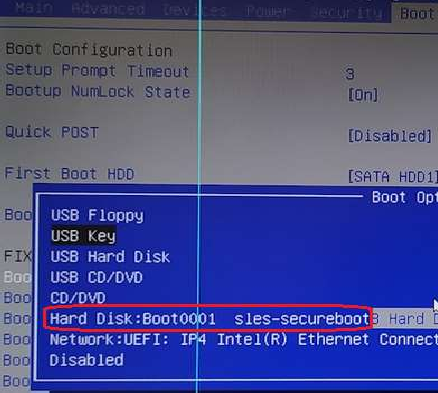 Main Advanced Devices Power Security Boot
Boot Configuration
Setup Prompt Timeout 3
Bootup NumLock State [On]
Quick POST [Disabled]
First Boot HDD [SATA HDD1]
Boo
Boot Opt
USB Floppy
USB Key
USB Hard Disk
FIX
USB CD/DVD
Boo
CD/DVD
Boo
Hard Disk:Boot0001 sles-secureboot
Boo B Hard D
Network:UEFI: IP4 Intel(R) Ethernet Connect
Boo
Disabled
Boo
Boo